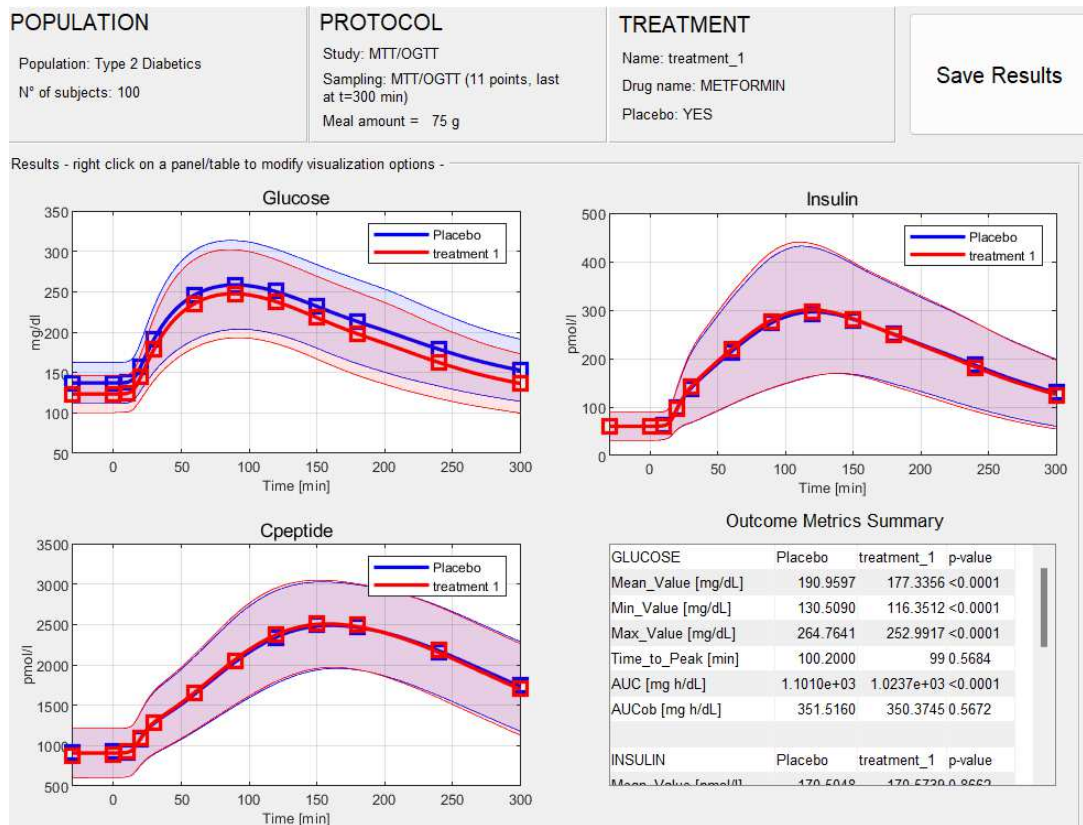 POPULATION
Population: Type 2 Diabetics
N° of subjects: 100
PROTOCOL
Study: MTT/OGTT
Sampling: MTT/OGTT (11 points, last
at t=300 min)
Meal amount = 75 g
TREATMENT
Name: treatment_1
Drug name: METFORMIN
Placebo: YES
Save Results
Results - right click on a panel/table to modify visualization options -
Glucose
350
300
250
200
150
100
50
mg/dl
0 50 100 150 200 250 300
Time [min]
Placebo
treatment 1
Insulin
500
400
300
200
100
0
pmol/l
0 50 100 150 200 250 300
Time [min]
Placebo
treatment 1
Cpeptide
3500
3000
2500
2000
1500
1000
500
pmol/l
0 50 100 150 200 250 300
Time [min]
Placebo
treatment 1
Outcome Metrics Summary
GLUCOSE Placebo treatment_1 p-value
Mean_Value [mg/dL] 190.9597 177.3356 <0.0001
Min_Value [mg/dL] 130.5090 116.3512 <0.0001
Max_Value [mg/dL] 264.7641 252.9917 <0.0001
Time_to_Peak [min] 100.2000 99 0.5684
AUC [mg h/dL] 1.1010e+03 1.0237e+03 <0.0001
AUCob [mg h/dL] 351.5160 350.3745 0.5672
INSULIN Placebo treatment_1 p-value
Mean_Value [pmol/l]